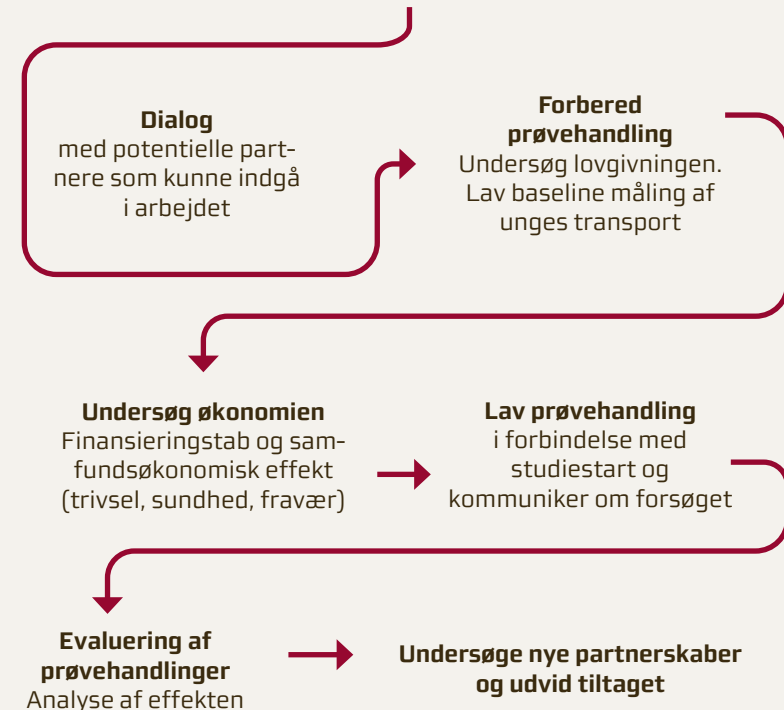 Dialog
med potentielle part-
nere som kunne indgå
i arbejdet
Forbered
prøvehandling
Undersøg lovgivningen.
Lav baseline måling af
unges transport
Undersøg økonomien
Finansieringstab og sam-
fundsøkonomisk effekt
(trivsel, sundhed, fravær)
Lav prøvehandling
i forbindelse med
studiestart og
kommuniker om forsøget
Evaluering af
prøvehandlinger
Analyse af effekten
Undersøge nye partnerskaber
og udvid tiltaget